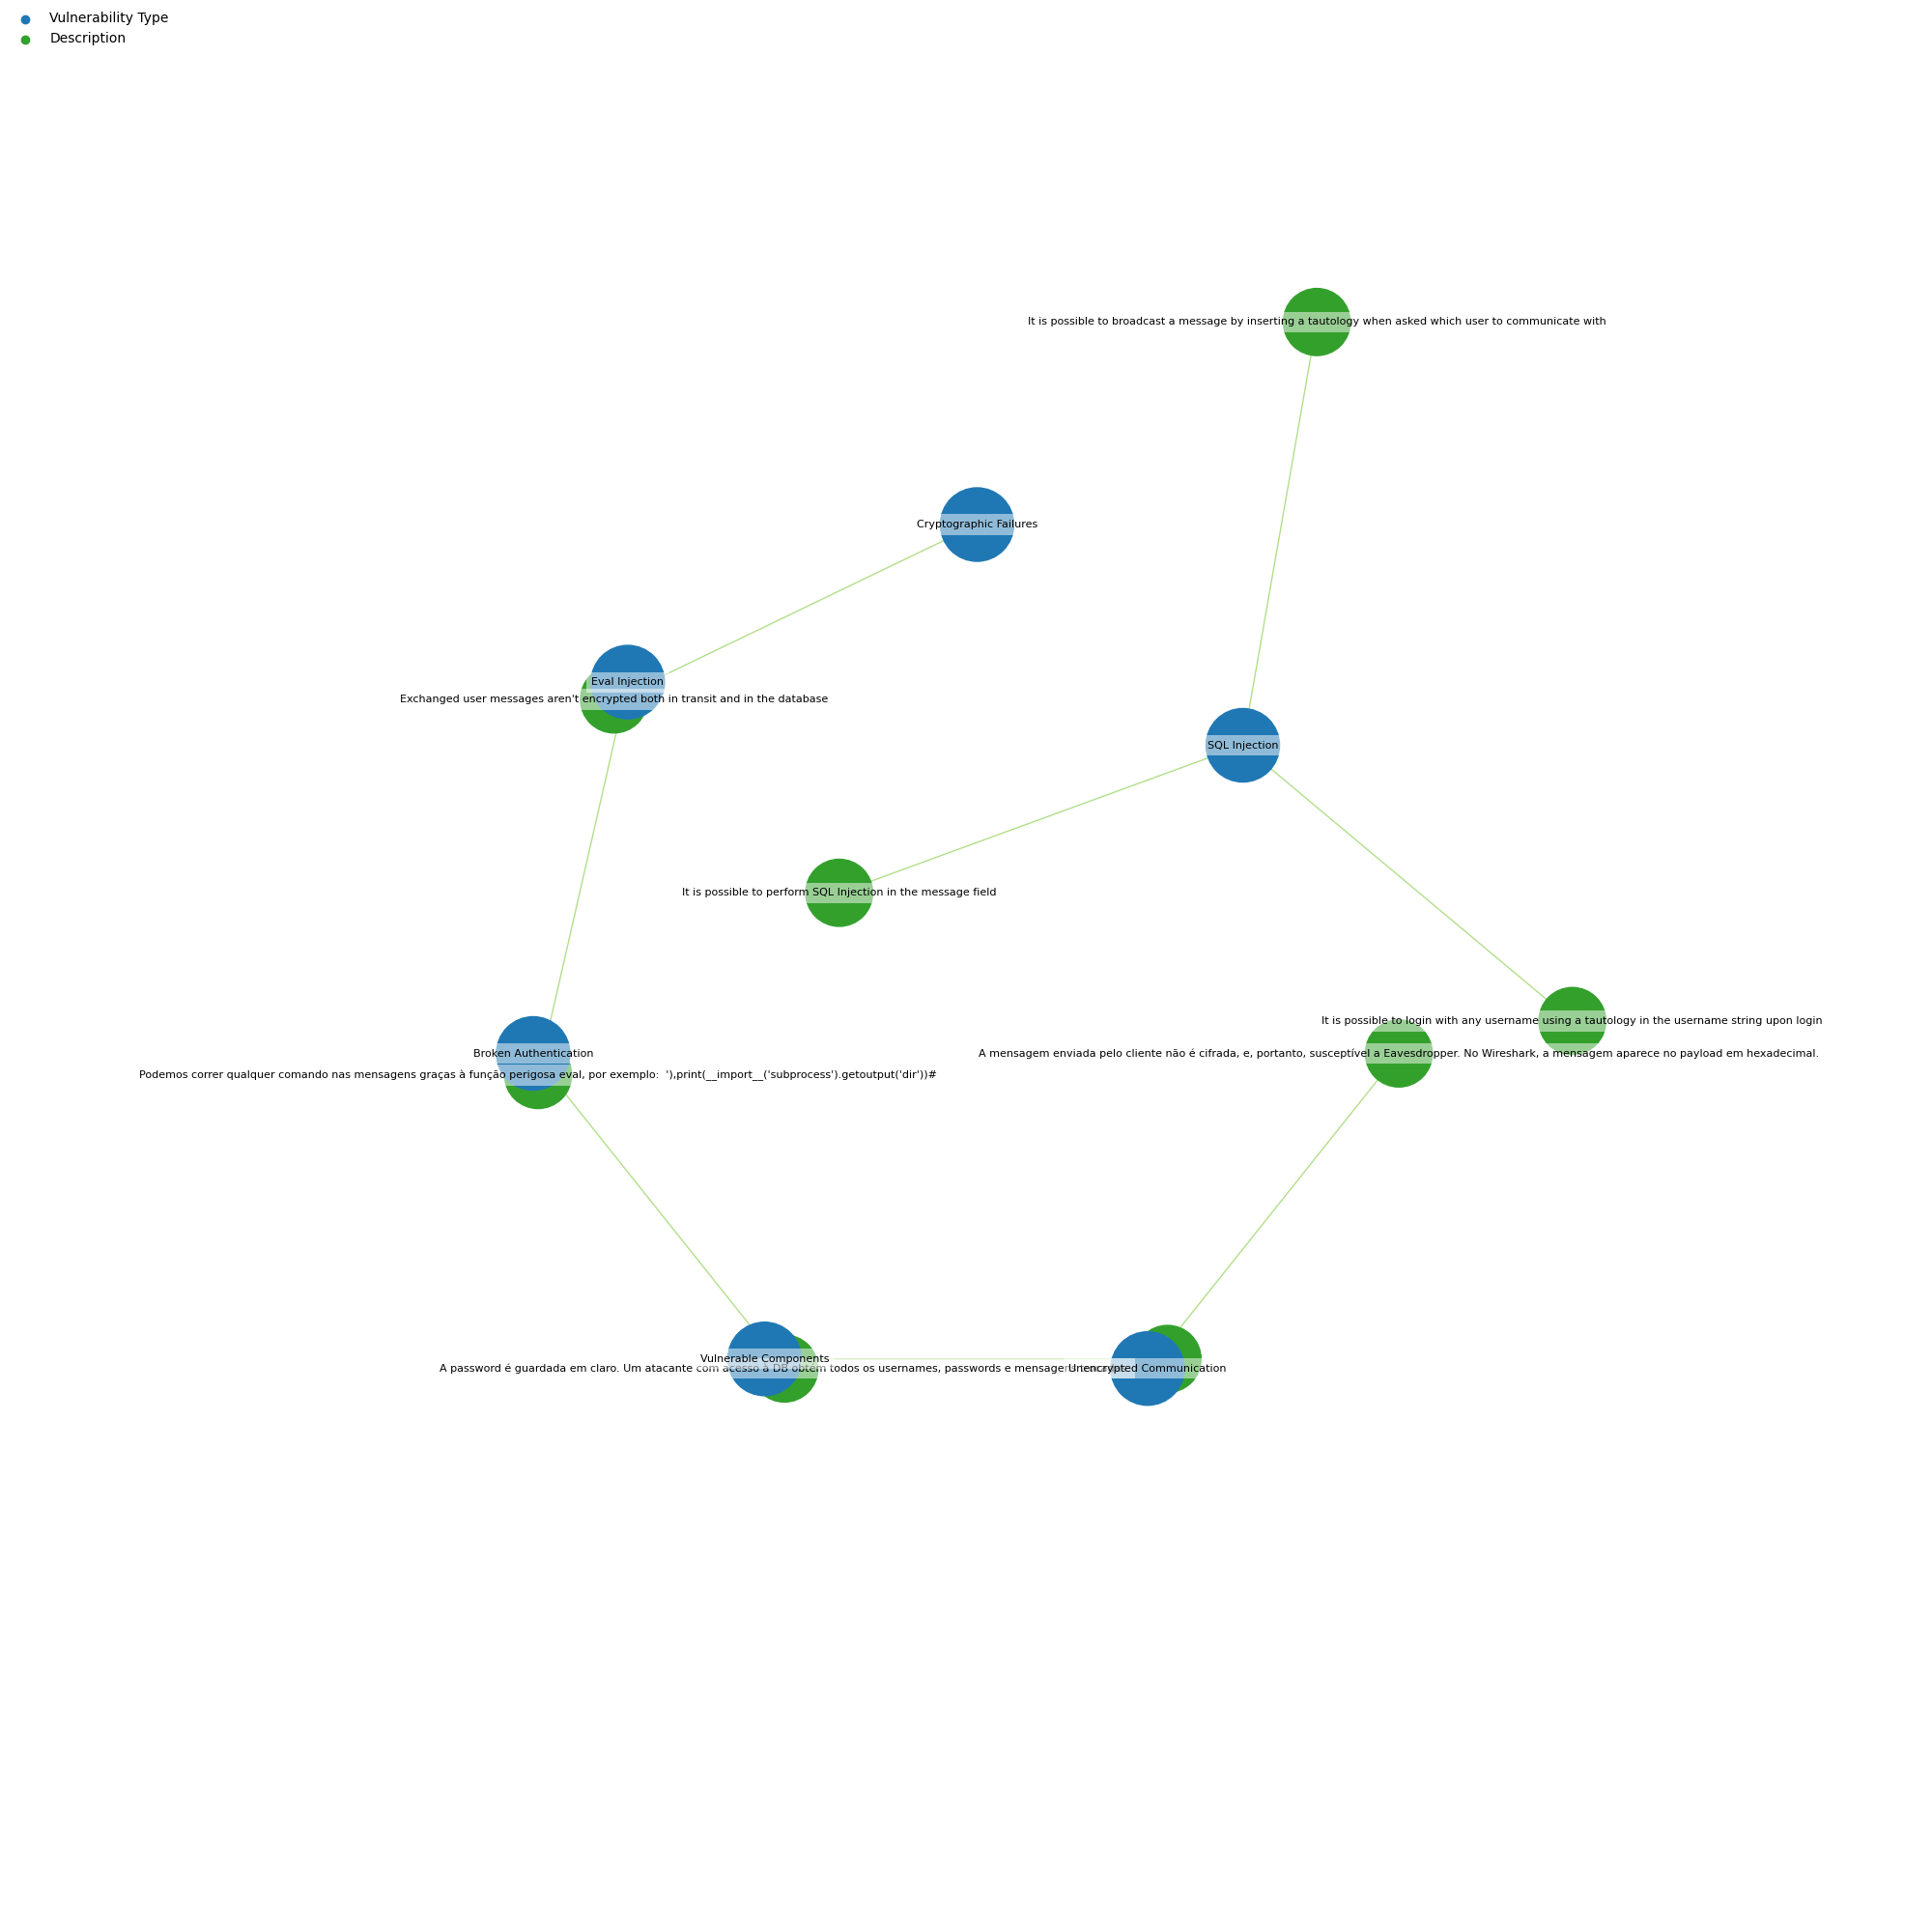 Vulnerability Type
Description
It is possible to broadcast a message by inserting a tautology when asked which user to communicate with
Cryptographic Failures
Eval Injection
Exchanged user messages aren't encrypted both in transit and in the database
SQL Injection
It is possible to perform SQL Injection in the message field
It is possible to login with any username using a tautology in the username string upon login
Broken Authentication
A mensagem enviada pelo cliente não é cifrada, e, portanto, susceptível a Eavesdropper. No Wireshark, a mensagem aparece no payload em hexadecimal.
Podemos correr qualquer comando nas mensagens graças à função perigosa eval, por exemplo:  '),print(__import__('subprocess').getoutput('dir'))#
Vulnerable Components
A password é guardada em claro. Um atacante com acesso à DB obtém todos os usernames, passwords e
Unencrypted Communication